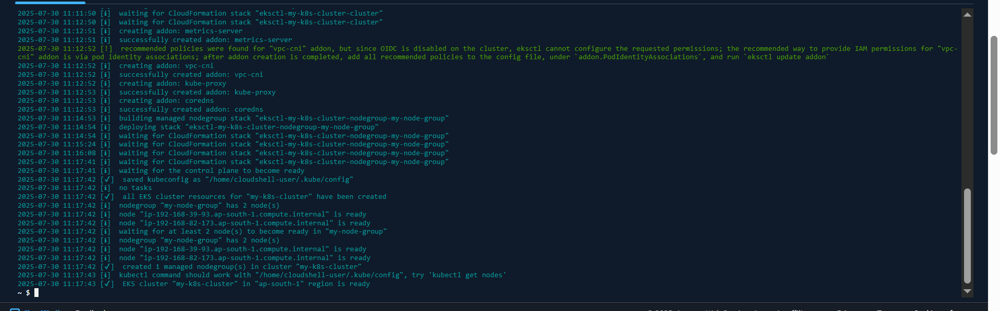 2025-07-30 11:11:50 [ℹ]  waiting for CloudFormation stack "eksctl-my-k8s-cluster-cluster"
2025-07-30 11:12:50 [ℹ]  waiting for CloudFormation stack "eksctl-my-k8s-cluster-cluster"
2025-07-30 11:12:51 [ℹ]  creating addon: metrics-server
2025-07-30 11:12:51 [ℹ]  successfully created addon: metrics-server
2025-07-30 11:12:52 [!]  recommended policies were found for "vpc-cni" addon, but since OIDC is disabled on the cluster, eksctl cannot configure the requested permissions; the recommended way to provide IAM permissions for "vpc-
cni" addon is via pod identity associations; after addon creation is completed, add all recommended policies to the config file, under `addon.PodIdentityAssociations`, and run `eksctl update addon`
2025-07-30 11:12:52 [ℹ]  creating addon: vpc-cni
2025-07-30 11:12:52 [ℹ]  successfully created addon: vpc-cni
2025-07-30 11:12:52 [ℹ]  creating addon: kube-proxy
2025-07-30 11:12:53 [ℹ]  successfully created addon: kube-proxy
2025-07-30 11:12:53 [ℹ]  creating addon: coredns
2025-07-30 11:12:53 [ℹ]  successfully created addon: coredns
2025-07-30 11:14:53 [ℹ]  building managed nodegroup stack "eksctl-my-k8s-cluster-nodegroup-my-node-group"
2025-07-30 11:14:54 [ℹ]  deploying stack "eksctl-my-k8s-cluster-nodegroup-my-node-group"
2025-07-30 11:14:54 [ℹ]  waiting for CloudFormation stack "eksctl-my-k8s-cluster-nodegroup-my-node-group"
2025-07-30 11:15:24 [ℹ]  waiting for CloudFormation stack "eksctl-my-k8s-cluster-nodegroup-my-node-group"
2025-07-30 11:16:08 [ℹ]  waiting for CloudFormation stack "eksctl-my-k8s-cluster-nodegroup-my-node-group"
2025-07-30 11:17:41 [ℹ]  waiting for CloudFormation stack "eksctl-my-k8s-cluster-nodegroup-my-node-group"
2025-07-30 11:17:41 [ℹ]  waiting for the control plane to become ready
2025-07-30 11:17:42 [✔]  saved kubeconfig as "/home/cloudshell-user/.kube/config"
2025-07-30 11:17:42 [ℹ]  no tasks
2025-07-30 11:17:42 [✔]  all EKS cluster resources for "my-k8s-cluster" have been created
2025-07-30 11:17:42 [ℹ]  nodegroup "my-node-group" has 2 node(s)
2025-07-30 11:17:42 [ℹ]  node "ip-192-168-39-93.ap-south-1.compute.internal" is ready
2025-07-30 11:17:42 [ℹ]  node "ip-192-168-82-173.ap-south-1.compute.internal" is ready
2025-07-30 11:17:42 [ℹ]  waiting for at least 2 node(s) to become ready in "my-node-group"
2025-07-30 11:17:42 [ℹ]  nodegroup "my-node-group" has 2 node(s)
2025-07-30 11:17:42 [ℹ]  node "ip-192-168-39-93.ap-south-1.compute.internal" is ready
2025-07-30 11:17:42 [ℹ]  node "ip-192-168-82-173.ap-south-1.compute.internal" is ready
2025-07-30 11:17:42 [✔]  created 1 managed nodegroup(s) in cluster "my-k8s-cluster"
2025-07-30 11:17:43 [ℹ]  kubectl command should work with "/home/cloudshell-user/.kube/config", try 'kubectl get nodes'
2025-07-30 11:17:43 [✔]  EKS cluster "my-k8s-cluster" in "ap-south-1" region is ready
~ $